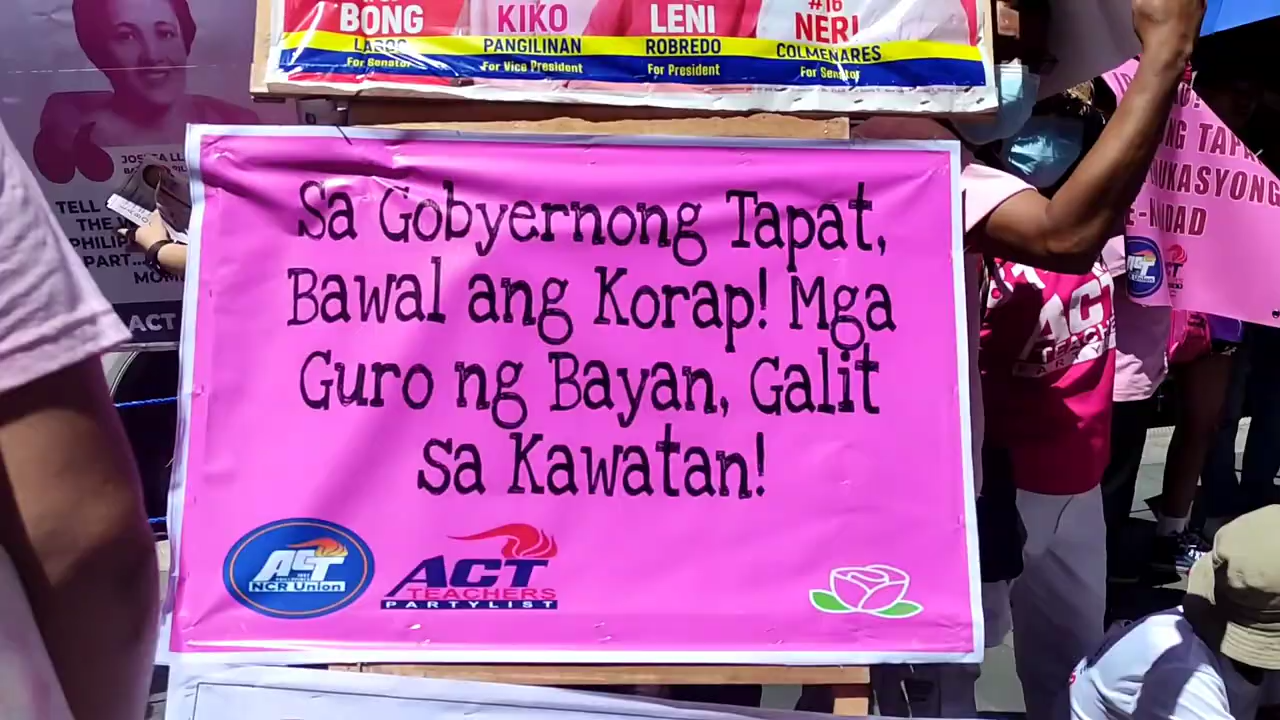 BONG
KIKO
LENI
#16
NERI
PANGILINAN
ROBREDO
COLMENARES
For Senator
For Vice President
For President
For Senator
Sa Gobyernong Tapat,
Bawal ang Korap! Mga
Guro ng Bayan, Galit
sa Kawatan!
ACT
NCR Union
ACT
TEACHERS
PARTYLIST
TELL
THE
PART...
ACT
ACT